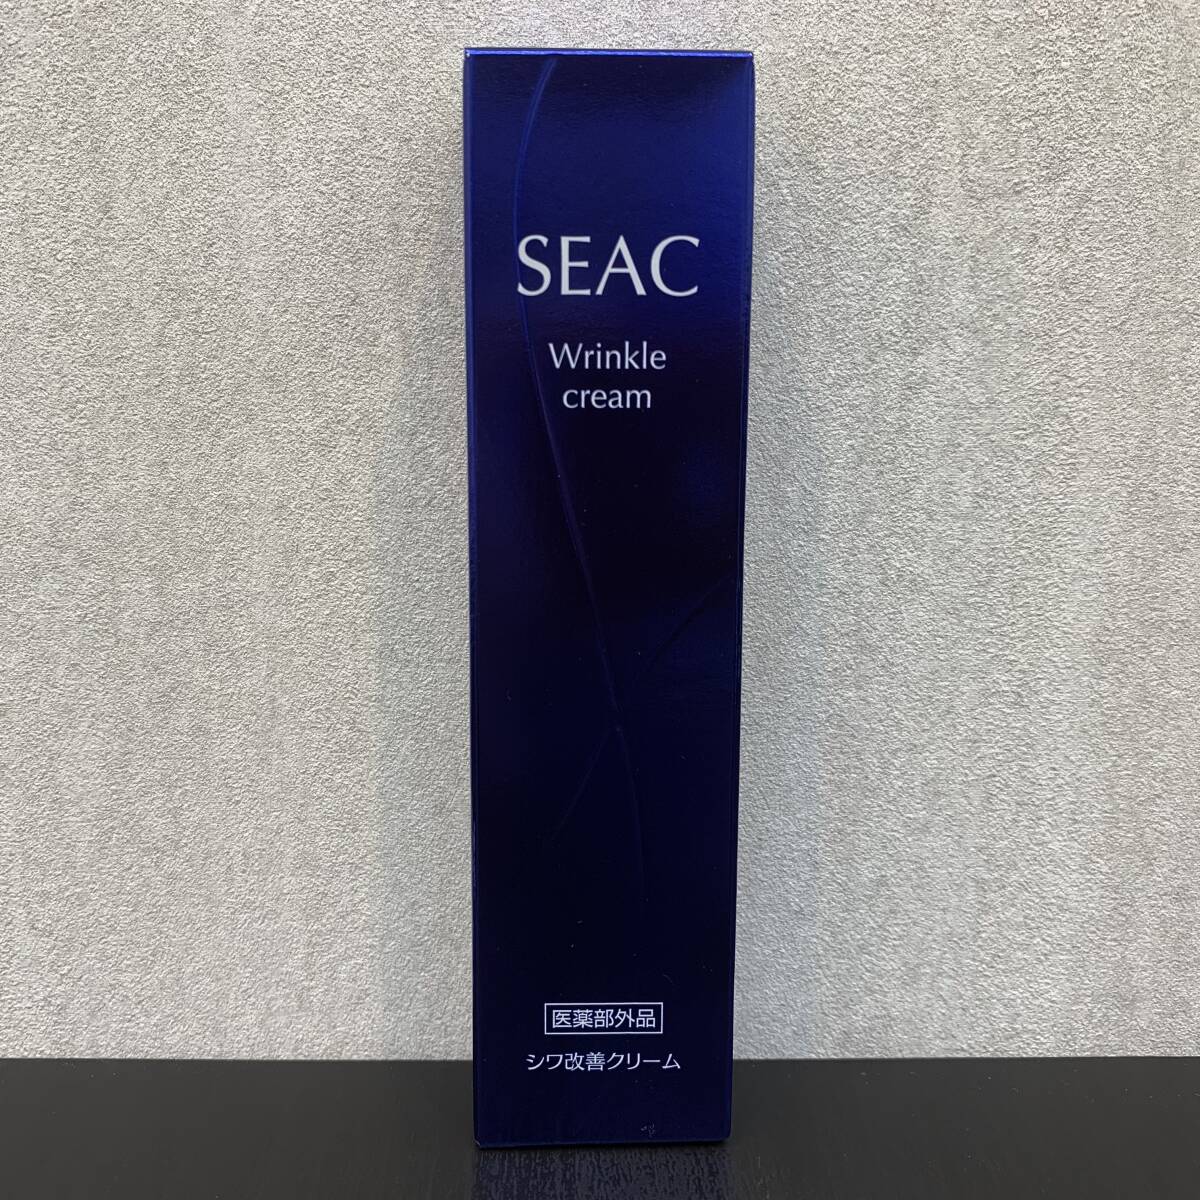 SEAC
Wrinkle
cream
医薬部外品
シワ改善クリーム